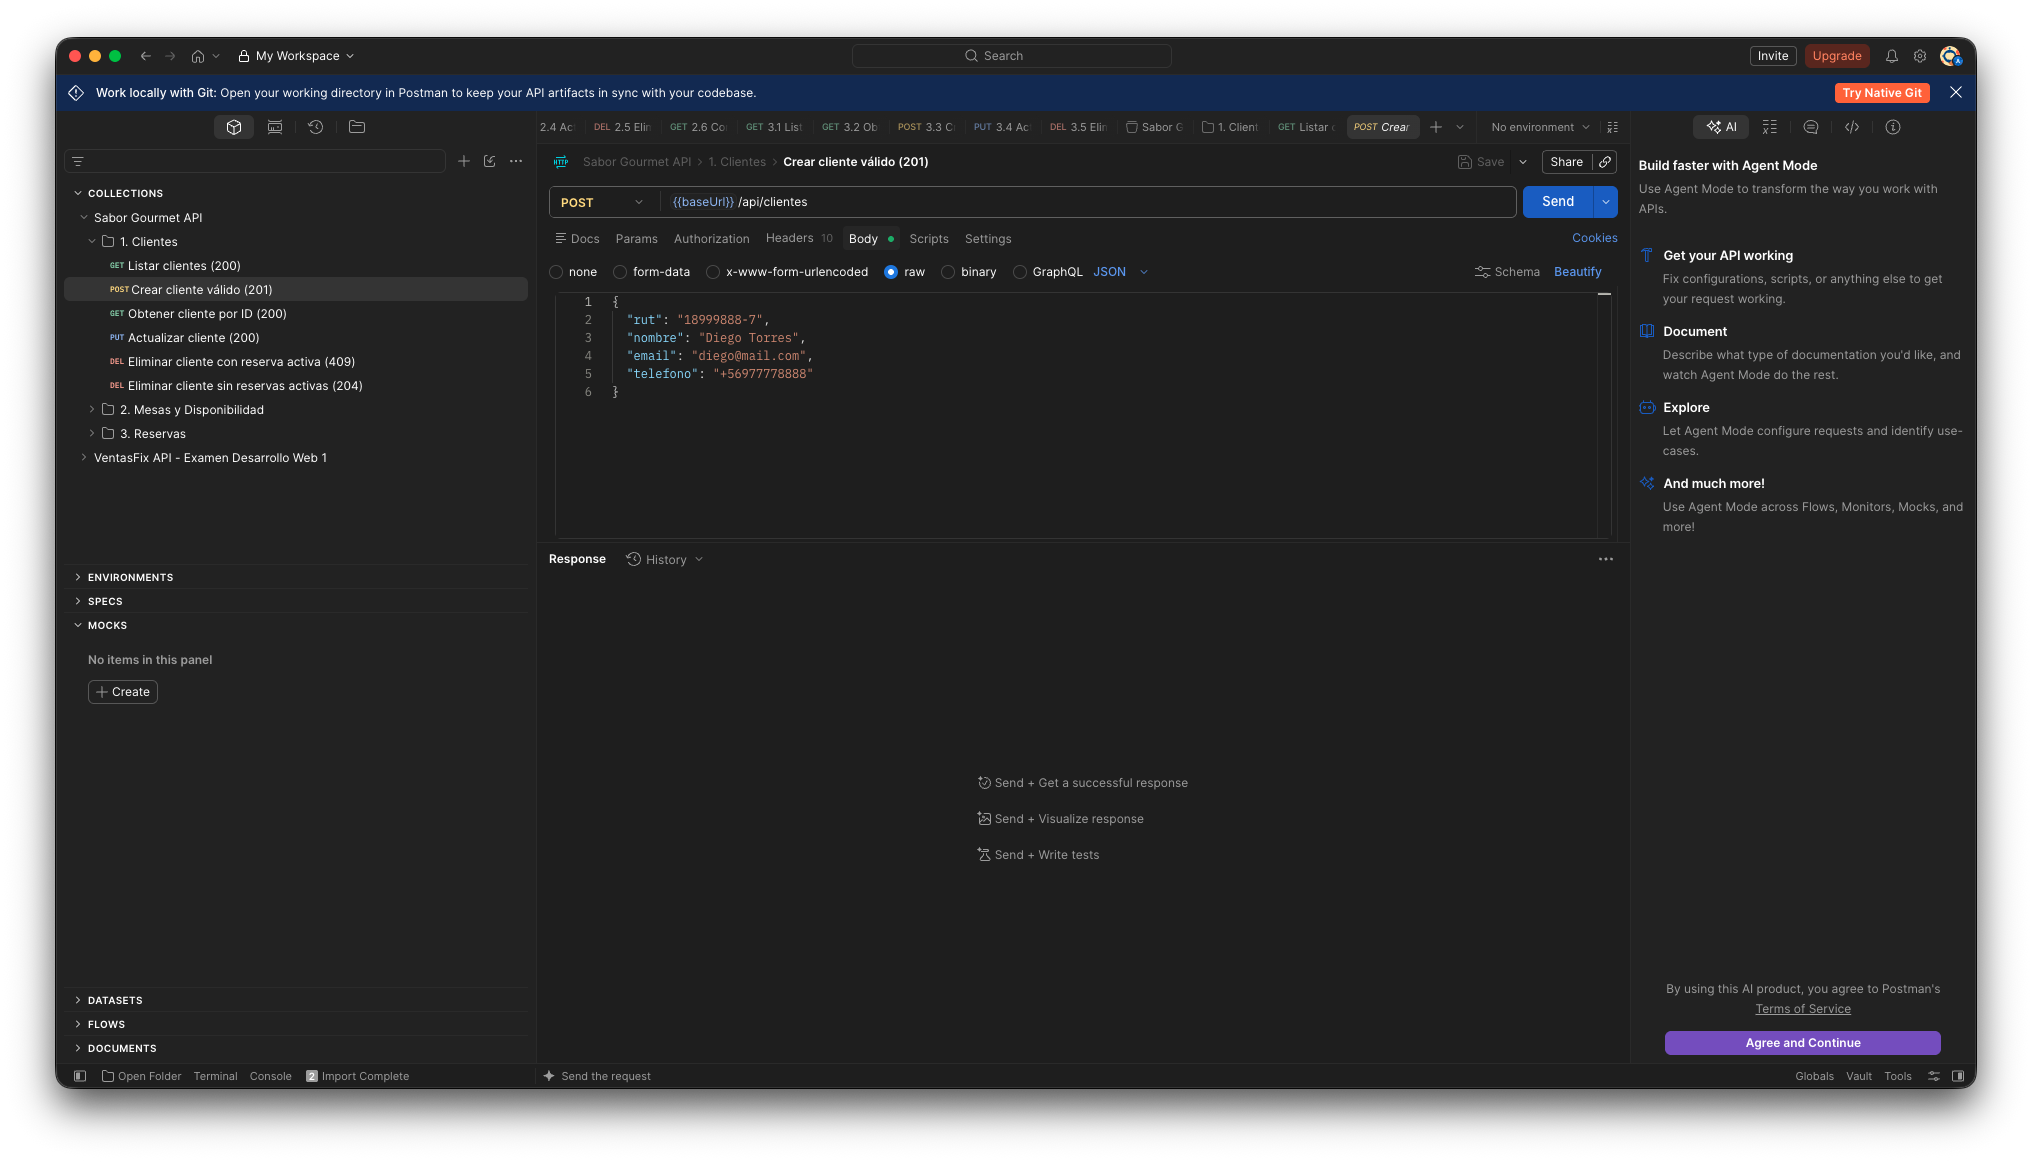 My Workspace
Search
Invite
Upgrade
Work locally with Git: Open your working directory in Postman to keep your API artifacts in sync with your codebase.
Try Native Git
COLLECTIONS
Sabor Gourmet API
1. Clientes
GET Listar clientes (200)
POST Crear cliente válido (201)
GET Obtener cliente por ID (200)
PUT Actualizar cliente (200)
DEL Eliminar cliente con reserva activa (409)
DEL Eliminar cliente sin reservas activas (204)
2. Mesas y Disponibilidad
3. Reservas
VentasFix API - Examen Desarrollo Web 1
ENVIRONMENTS
SPECS
MOCKS
No items in this panel
Create
DATASETS
FLOWS
DOCUMENTS
2.4 Ac
DEL 2.5 Elin
GET 2.6 Co
GET 3.1 List
GET 3.2 Ob
POST 3.3 C
PUT 3.4 Ac
DEL 3.5 Elin
Sabor G
1. Client
GET Listar c
POST Crear
No environment
HTTP Sabor Gourmet API > 1. Clientes > Crear cliente válido (201)
Save
Share
POST
{{baseUrl}} /api/clientes
Send
Docs
Params
Authorization
Headers 10
Body
Scripts
Settings
Cookies
none
form-data
x-www-form-urlencoded
raw
binary
GraphQL
JSON
Schema
Beautify
1 {
2 "rut": "18999888-7",
3 "nombre": "Diego Torres",
4 "email": "diego@mail.com",
5 "telefono": "+56977778888"
6 }
Response
History
Send + Get a successful response
Send + Visualize response
Send + Write tests
AI
Build faster with Agent Mode
Use Agent Mode to transform the way you work with
APIs.
Get your API working
Fix configurations, scripts, or anything else to get
your request working.
Document
Describe what type of documentation you'd like, and
watch Agent Mode do the rest.
Explore
Let Agent Mode configure requests and identify use-
cases.
And much more!
Use Agent Mode across Flows, Monitors, Mocks, and
more!
By using this AI product, you agree to Postman's
Terms of Service
Agree and Continue
Open Folder
Terminal
Console
2 Import Complete
Send the request
Globals
Vault
Tools